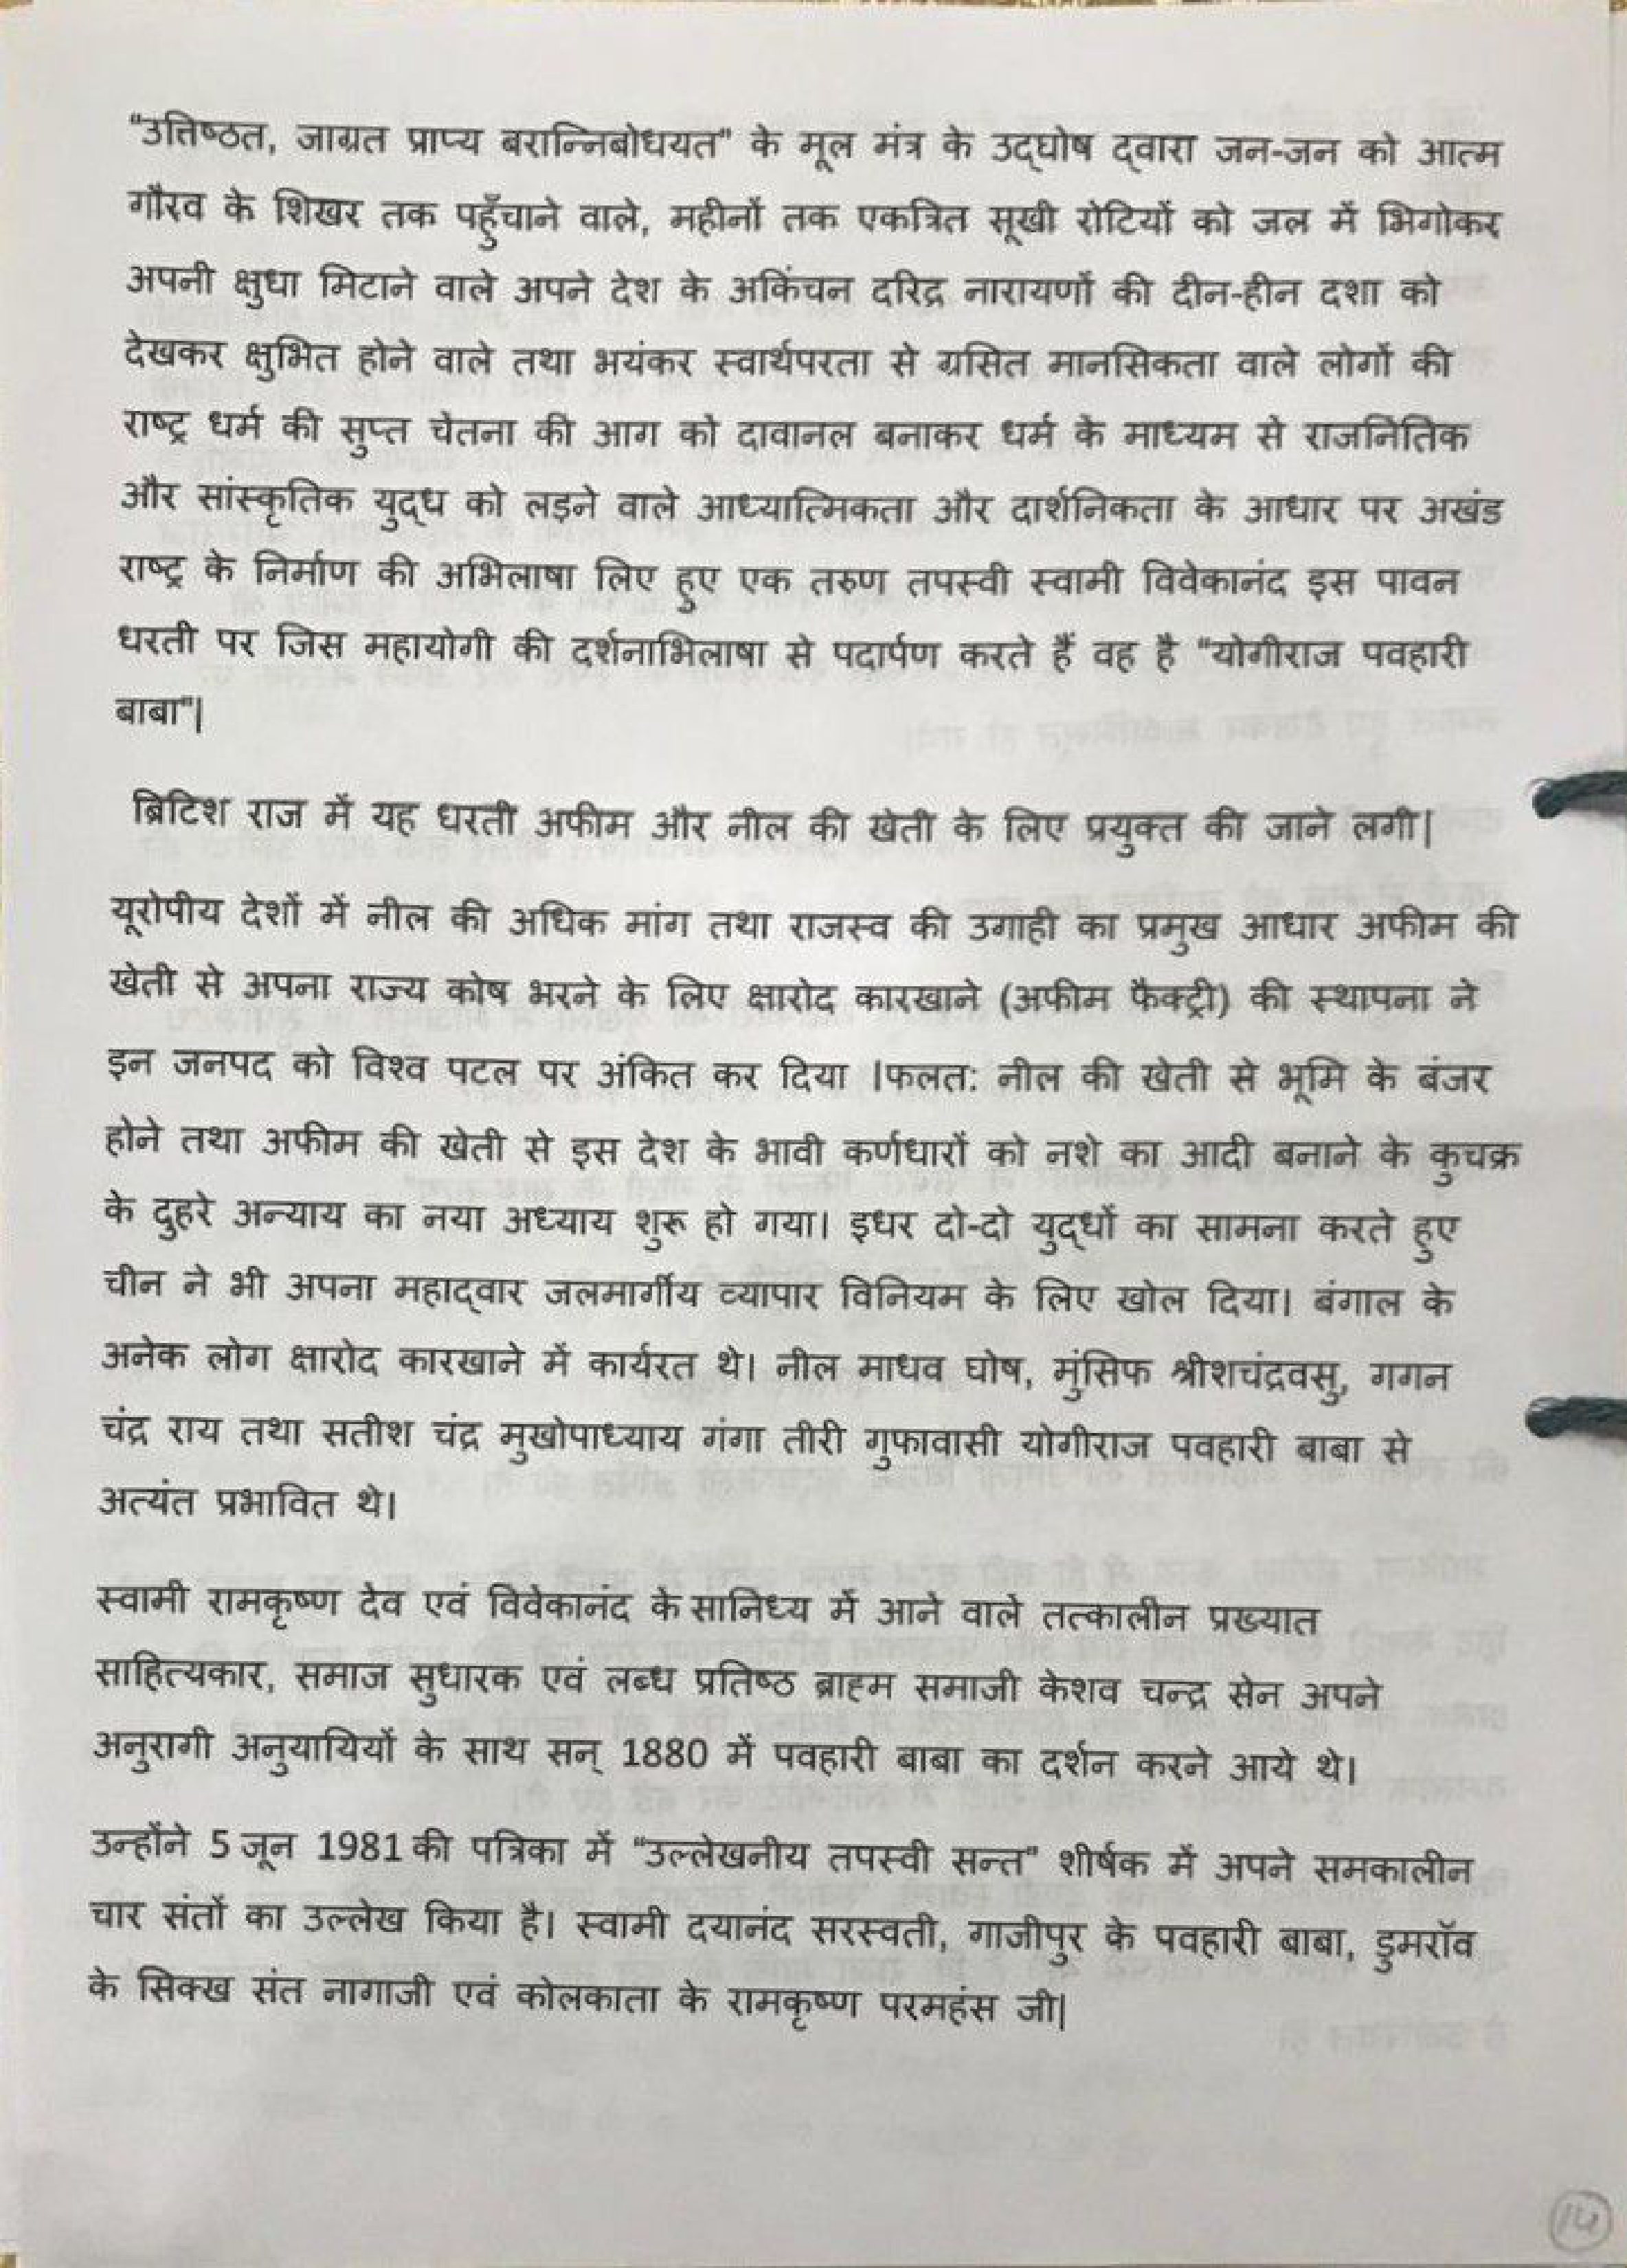 "उत्तिष्ठत, जाग्रत प्राप्य बरान्निबोधयत" के मूल मंत्र के उद्घोष द्वारा जन-जन को आत्म
गौरव के शिखर तक पहुँचाने वाले, महीनों तक एकत्रित सूखी रोटियों को जल में भिगोकर
अपनी क्षुधा मिटाने वाले अपने देश के अकिंचन दरिद्र नारायणों की दीन-हीन दशा को
देखकर क्षुभित होने वाले तथा भयंकर स्वार्थपरता से ग्रसित मानसिकता वाले लोगों की
राष्ट्र धर्म की सुप्त चेतना की आग को दावानल बनाकर धर्म के माध्यम से राजनितिक
और सांस्कृतिक युद्ध को लड़ने वाले आध्यात्मिकता और दार्शनिकता के आधार पर अखंड
राष्ट्र के निर्माण की अभिलाषा लिए हुए एक तरुण तपस्वी स्वामी विवेकानंद इस पावन
धरती पर जिस महायोगी की दर्शनाभिलाषा से पदार्पण करते हैं वह है "योगीराज पवहारी
बाबा"|
ब्रिटिश राज में यह धरती अफीम और नील की खेती के लिए प्रयुक्त की जाने लगी|
यूरोपीय देशों में नील की अधिक मांग तथा राजस्व की उगाही का प्रमुख आधार अफीम की
खेती से अपना राज्य कोष भरने के लिए क्षारोद कारखाने (अफीम फैक्ट्री) की स्थापना ने
इन जनपद को विश्व पटल पर अंकित कर दिया ।फलत: नील की खेती से भूमि के बंजर
होने तथा अफीम की खेती से इस देश के भावी कर्णधारों को नशे का आदी बनाने के कुचक्र
के दुहरे अन्याय का नया अध्याय शुरू हो गया। इधर दो-दो युद्धों का सामना करते हुए
चीन ने भी अपना महाद्वार जलमार्गीय व्यापार विनियम के लिए खोल दिया। बंगाल के
अनेक लोग क्षारोद कारखाने में कार्यरत थे। नील माधव घोष, मुंसिफ श्रीशचंद्रवसु, गगन
चंद्र राय तथा सतीश चंद्र मुखोपाध्याय गंगा तीरी गुफावासी योगीराज पवहारी बाबा से
अत्यंत प्रभावित थे।
स्वामी रामकृष्ण देव एवं विवेकानंद के सानिध्य में आने वाले तत्कालीन प्रख्यात
साहित्यकार, समाज सुधारक एवं लब्ध प्रतिष्ठ ब्राह्म समाजी केशव चन्द्र सेन अपने
अनुरागी अनुयायियों के साथ सन् 1880 में पवहारी बाबा का दर्शन करने आये थे।
उन्होंने 5 जून 1981 की पत्रिका में "उल्लेखनीय तपस्वी सन्त" शीर्षक में अपने समकालीन
चार संतों का उल्लेख किया है। स्वामी दयानंद सरस्वती, गाजीपुर के पवहारी बाबा, डुमरॉव
के सिक्ख संत नागाजी एवं कोलकाता के रामकृष्ण परमहंस जी|
14